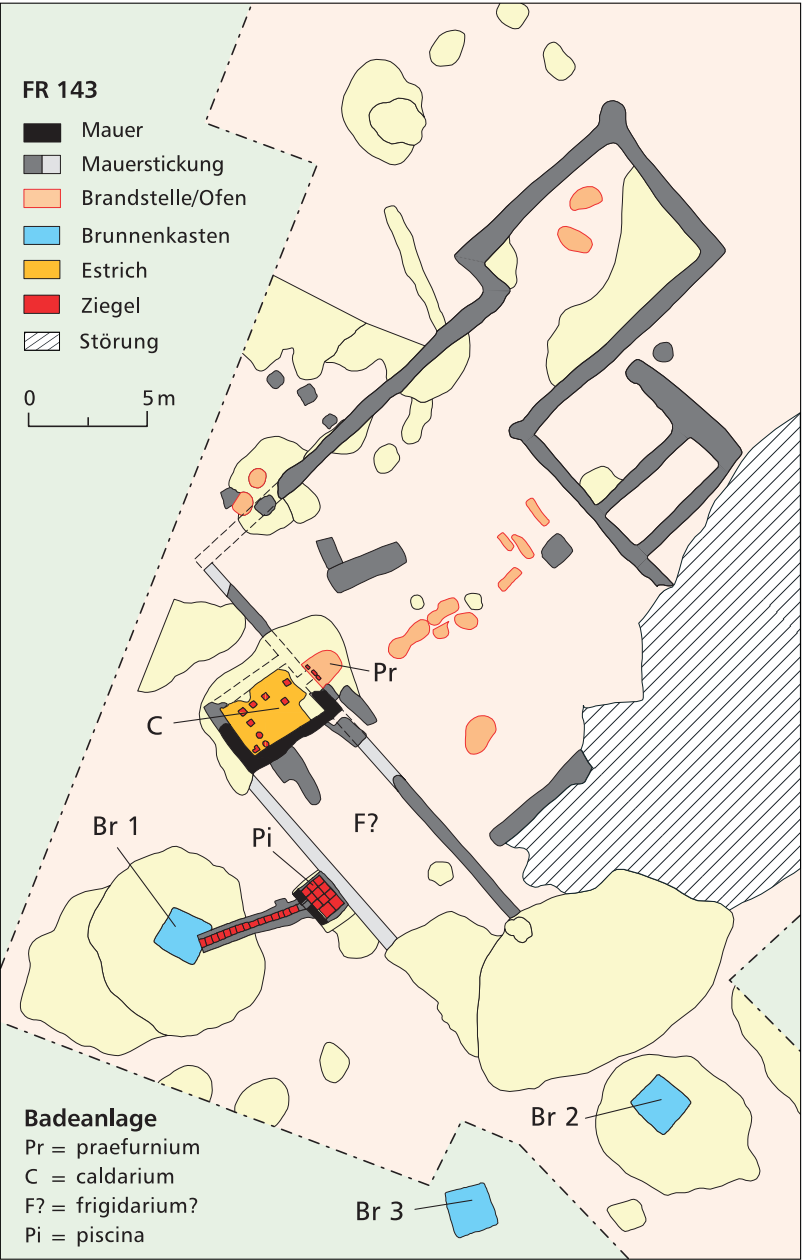 FR 143
Mauer
Mauerstickung
Brandstelle/Ofen
Brunnenkasten
Estrich
Ziegel
Störung
0 5 m
Pr
C
F?
Br 1
Pi
Br 2
Br 3
Badeanlage
Pr = praefurnium
C = caldarium
F? = frigidarium?
Pi = piscina